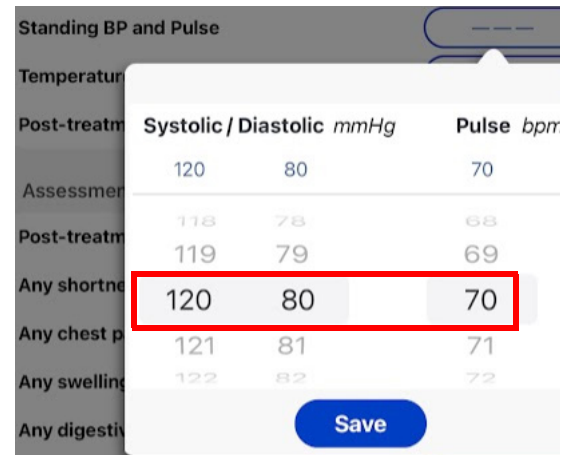 Standing BP and Pulse
———
Temperatur
Post-treatm
Systolic / Diastolic mmHg Pulse bpm
120 80 70
Assessmen
118 78 68
Post-treatm
119 79 69
Any shortne
120 80 70
Any chest p
121 81 71
Any swelling
122 82 72
Any digestiv
Save